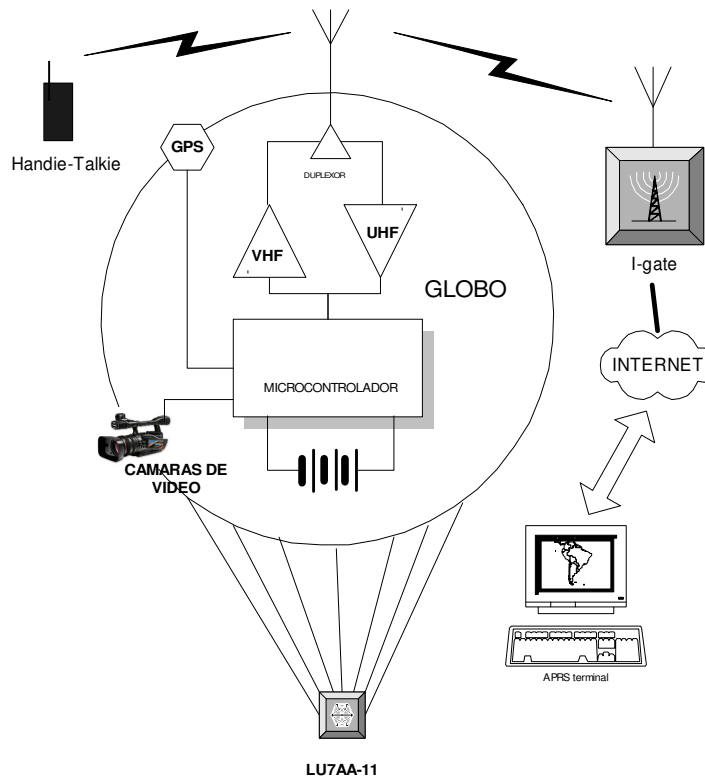 GPS
Handie-Talkie
DUPLEXOR
VHF
UHF
I-gate
GLOBO
INTERNET
MICROCONTROLADOR
CAMARAS DE
VIDEO
APRS terminal
LU7AA-11